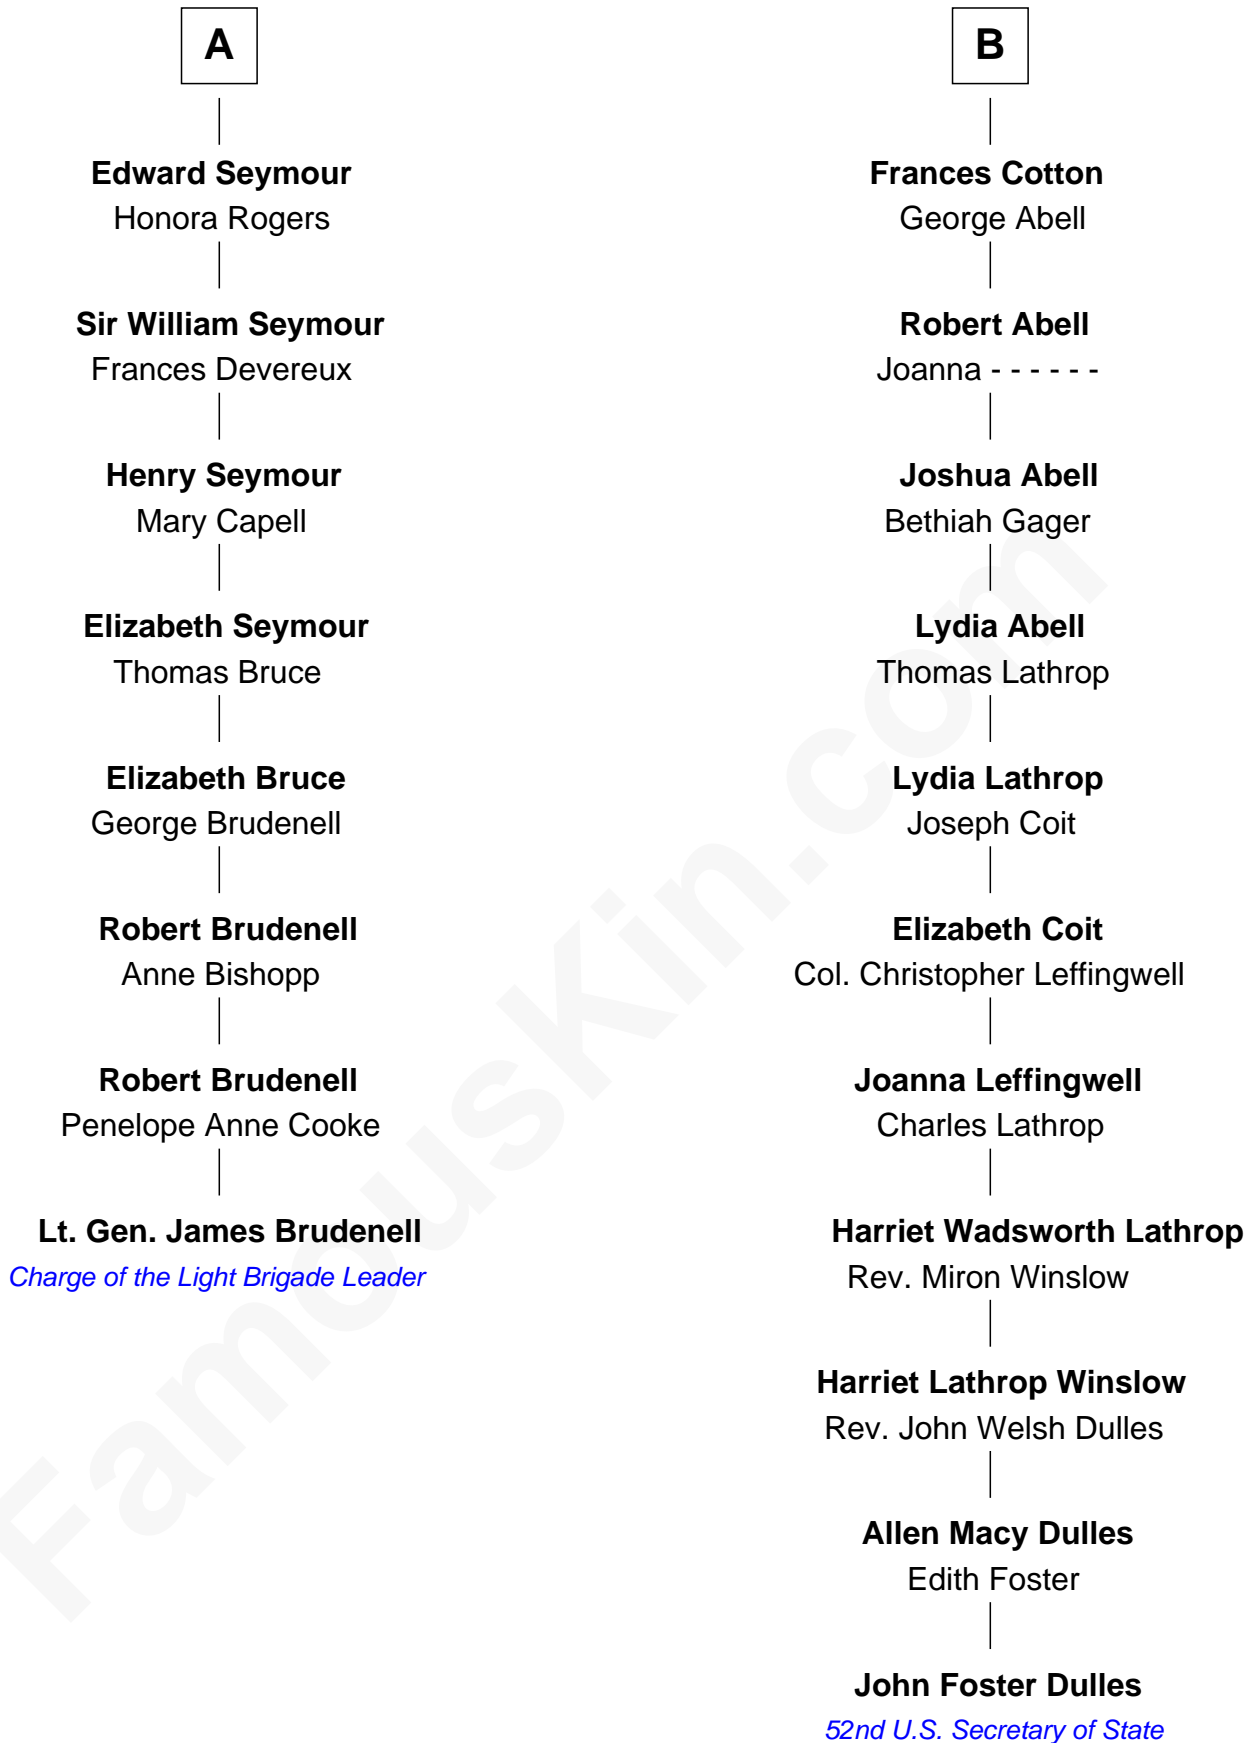 A
Edward Seymour
Honora Rogers
Sir William Seymour
Frances Devereux
Henry Seymour
Mary Capell
Elizabeth Seymour
Thomas Bruce
Elizabeth Bruce
George Brudenell
Robert Brudenell
Anne Bishopp
Robert Brudenell
Penelope Anne Cooke
Lt. Gen. James Brudenell
Charge of the Light Brigade Leader
B
Frances Cotton
George Abell
Robert Abell
Joanna - - - - - -
Joshua Abell
Bethiah Gager
Lydia Abell
Thomas Lathrop
Lydia Lathrop
Joseph Coit
Elizabeth Coit
Col. Christopher Leffingwell
Joanna Leffingwell
Charles Lathrop
Harriet Wadsworth Lathrop
Rev. Miron Winslow
Harriet Lathrop Winslow
Rev. John Welsh Dulles
Allen Macy Dulles
Edith Foster
John Foster Dulles
52nd U.S. Secretary of State
FamousKin.com